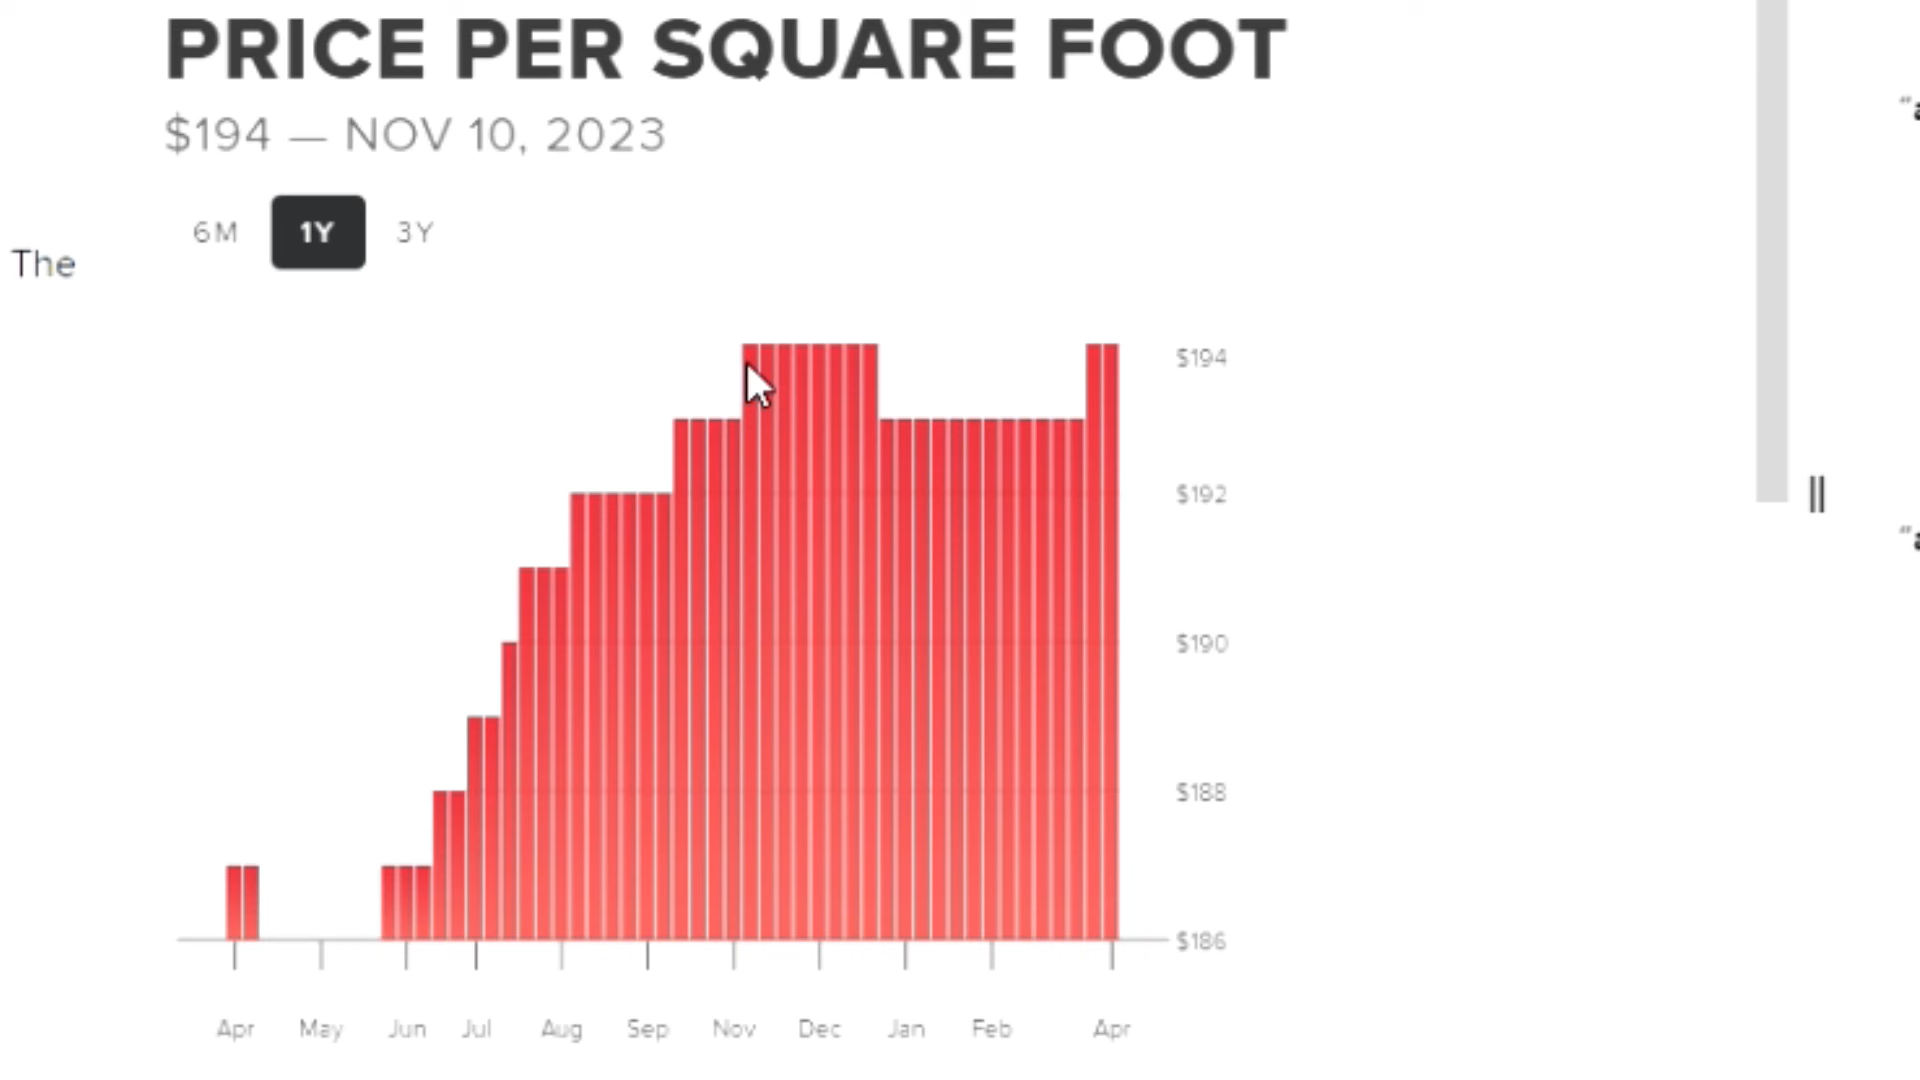 PRICE PER SQUARE FOOT
$194 — NOV 10, 2023
6M 1Y 3Y
The
$194
$192
$190
$188
$186
Apr May Jun Jul Aug Sep Nov Dec Jan Feb Apr
"a
"a